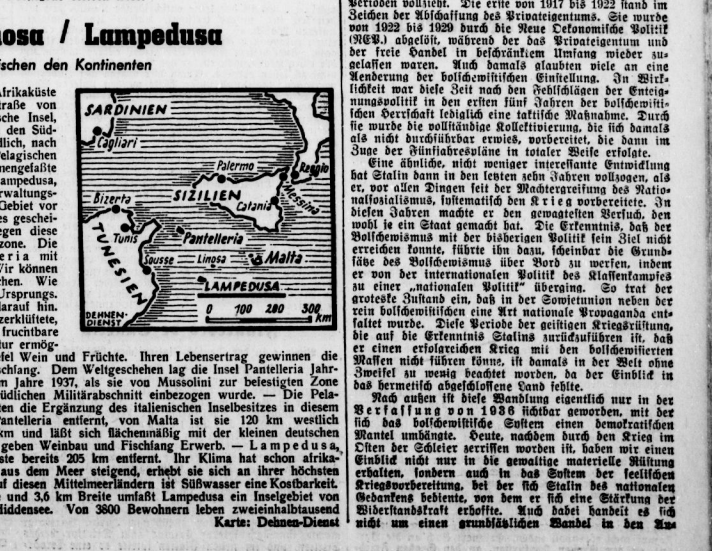 nosa / Lampedusa
ischen den Kontinenten
Afrikaküste
traße von
sche Insel,
den Süd-
llich, nach
elagischen
nengefaßte
ampedusa,
rwaltungs-
Gebiet vor
es geschei-
egen diese
zone. Die
eria mit
Wir können
chen. Wie
Ursprungs.
darauf hin.
zerklüftete,
fruchtbare
tur ermög-
SARDINIEN
Cagliari
Palermo
Reggio
Messina
SIZILIEN
Catania
Bizerta
Tunis
TUNESIEN
Pantelleria
Sousse
Linosa
Malta
LAMPEDUSA
0 100 200 300
Km
DEHNEN-
DIENST
fel Wein und Früchte. Ihren Lebensertrag gewinnen die
schfang. Dem Weltgeschehen lag die Insel Pantelleria Jahr-
m Jahre 1937, als sie von Mussolini zur befestigten Zone
südlichen Militärabschnitt einbezogen wurde. — Die Pela-
ten die Ergänzung des italienischen Inselbesitzes in diesem
Pantelleria entfernt, von Malta ist sie 120 km westlich
km und läßt sich flächenmäßig mit der kleinen deutschen
geben Weinbau und Fischfang Erwerb. — Lampedusa,
ste bereits 205 km entfernt. Ihr Klima hat schon afrika-
aus dem Meer steigend, erhebt sie sich an ihrer höchsten
uf diesen Mittelmeerländern ist Süßwasser eine Kostbarkeit.
und 3,6 km Breite umfaßt Lampedusa ein Inselgebiet von
Hiddensee. Von 3800 Bewohnern leben zweieinhalbtausend
Karte: Dehnen-Dienst
Perioden vollzieht. Die erste von 1917 bis 1922 stand im
Zeichen der Abschaffung des Privateigentums. Sie wurde
von 1922 bis 1929 durch die Neue Oekonomische Politik
(NEP.) abgelöst, während der das Privateigentum und
der freie Handel in beschränktem Umfang wieder zu-
gelassen waren. Auch damals glaubten viele an eine
Aenderung der bolschewistischen Einstellung. In Wirk-
lichkeit war diese Zeit nach den Fehlschlägen der Enteig-
nungspolitik in den ersten fünf Jahren der bolschewisti-
schen Herrschaft lediglich eine taktische Maßnahme. Durch
sie wurde die vollständige Kollektivierung, die sich damals
als nicht durchführbar erwies, vorbereitet, die dann im
Zuge der Fünfjahrespläne in totaler Weise erfolgte.
Eine ähnliche, nicht weniger interessante Entwicklung
hat Stalin dann in den letzten zehn Jahren vollzogen, als
er, vor allen Dingen seit der Machtergreifung des Natio-
nalsozialismus, systematisch den Krieg vorbereitete. In
diesen Jahren machte er den gewagtesten Versuch, den
wohl je ein Staat gemacht hat. Die Erkenntnis, daß der
Bolschewismus mit der bisherigen Politik sein Ziel nicht
erreichen konnte, führte ihn dazu, scheinbar die Grund-
sätze des Bolschewismus über Bord zu werfen, indem
er von der internationalen Politik des Klassenkampfes
zu einer „nationalen Politik“ überging. So trat der
groteske Zustand ein, daß in der Sowjetunion neben der
rein bolschewistischen eine Art nationale Propaganda ent-
faltet wurde. Diese Periode der geistigen Kriegsrüstung,
die auf die Erkenntnis Stalins zurückzuführen ist, daß
er einen erfolgreichen Krieg mit den bolschewisierten
Massen nicht führen könne, ist damals in der Welt ohne
Zweifel zu wenig beachtet worden, da der Einblick in
das hermetisch abgeschlossene Land fehlte.
Nach außen ist diese Wandlung eigentlich nur in der
Verfassung von 1936 sichtbar geworden, mit der
sich das bolschewistische System einen demokratischen
Mantel umhängte. Heute, nachdem durch den Krieg im
Osten der Schleier zerrissen worden ist, haben wir einen
Einblick nicht nur in die gewaltige materielle Rüstung
erhalten, sondern auch in das System der seelischen
Kriegsvorbereitung, bei der sich Stalin des nationalen
Gedankens bediente, von dem er sich eine Stärkung der
Widerstandskraft erhoffte. Auch dabei handelt es sich
nicht um einen grundsätzlichen Wandel in den An-